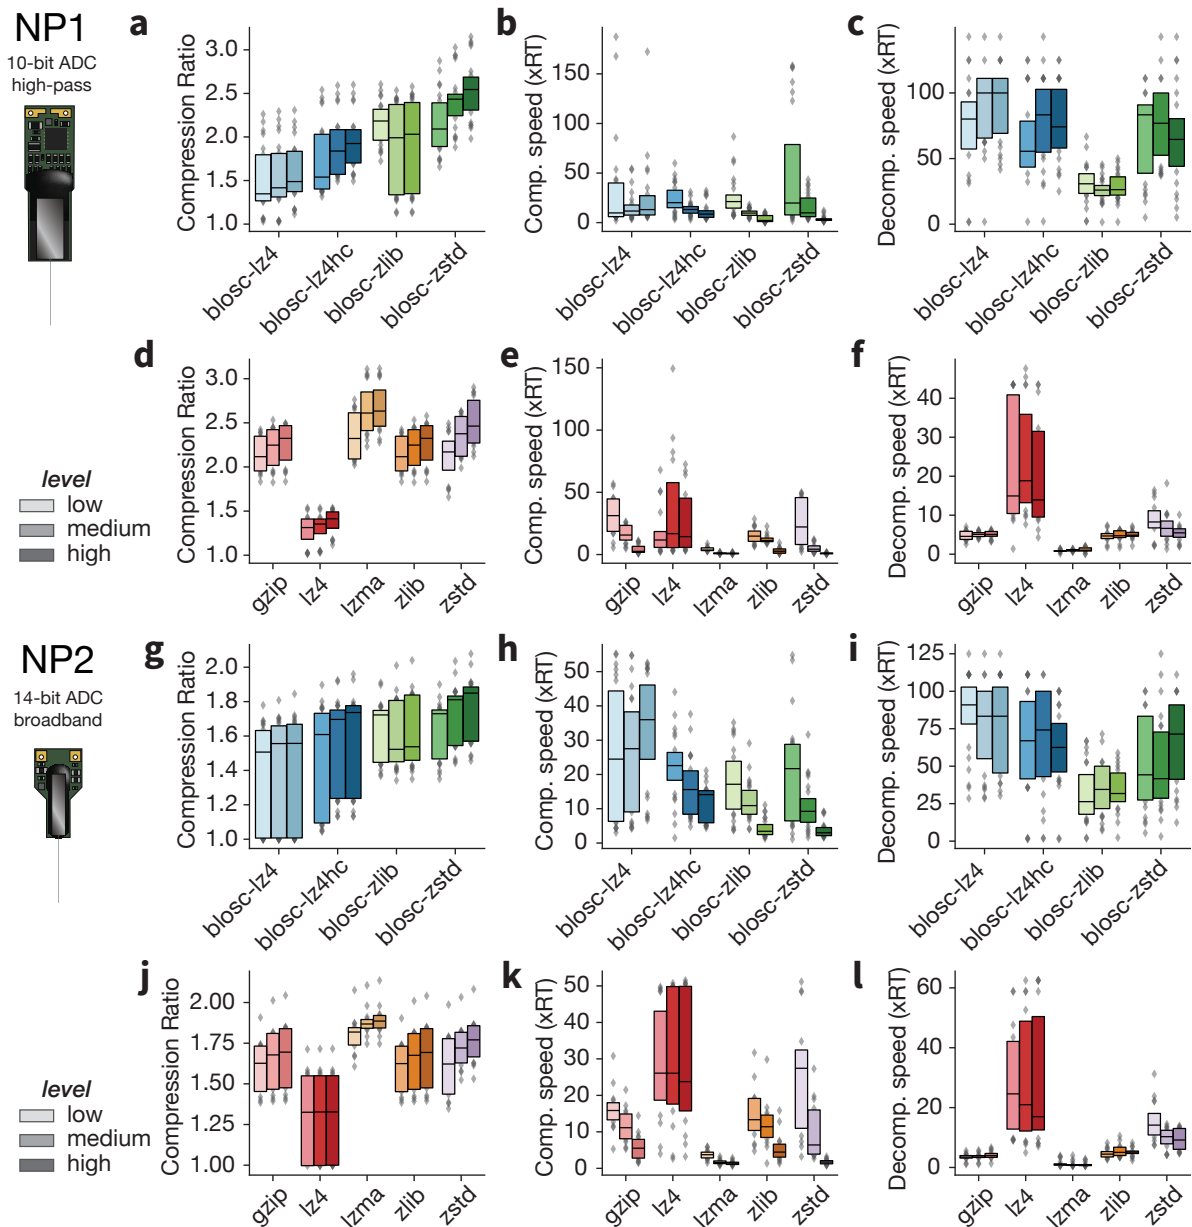 NP1
10-bit ADC
high-pass
a
Compression Ratio
3.0
2.5
2.0
1.5
1.0
blosc-lz4
blosc-lz4hc
blosc-zlib
blosc-zstd
b
Comp. speed (xRT)
150
100
50
0
blosc-lz4
blosc-lz4hc
blosc-zlib
blosc-zstd
c
Decomp. speed (xRT)
100
50
0
blosc-lz4
blosc-lz4hc
blosc-zlib
blosc-zstd
level
low
medium
high
d
Compression Ratio
3.0
2.5
2.0
1.5
1.0
gzip
lz4
lzma
zlib
zstd
e
Comp. speed (xRT)
150
100
50
0
gzip
lz4
lzma
zlib
zstd
f
Decomp. speed (xRT)
40
30
20
10
0
gzip
lz4
lzma
zlib
zstd
NP2
14-bit ADC
broadband
g
Compression Ratio
2.0
1.8
1.6
1.4
1.2
1.0
blosc-lz4
blosc-lz4hc
blosc-zlib
blosc-zstd
h
Comp. speed (xRT)
50
40
30
20
10
0
blosc-lz4
blosc-lz4hc
blosc-zlib
blosc-zstd
i
Decomp. speed (xRT)
125
100
75
50
25
0
blosc-lz4
blosc-lz4hc
blosc-zlib
blosc-zstd
level
low
medium
high
j
Compression Ratio
2.00
1.75
1.50
1.25
1.00
gzip
lz4
lzma
zlib
zstd
k
Comp. speed (xRT)
50
40
30
20
10
0
gzip
lz4
lzma
zlib
zstd
l
Decomp. speed (xRT)
60
40
20
0
gzip
lz4
lzma
zlib
zstd